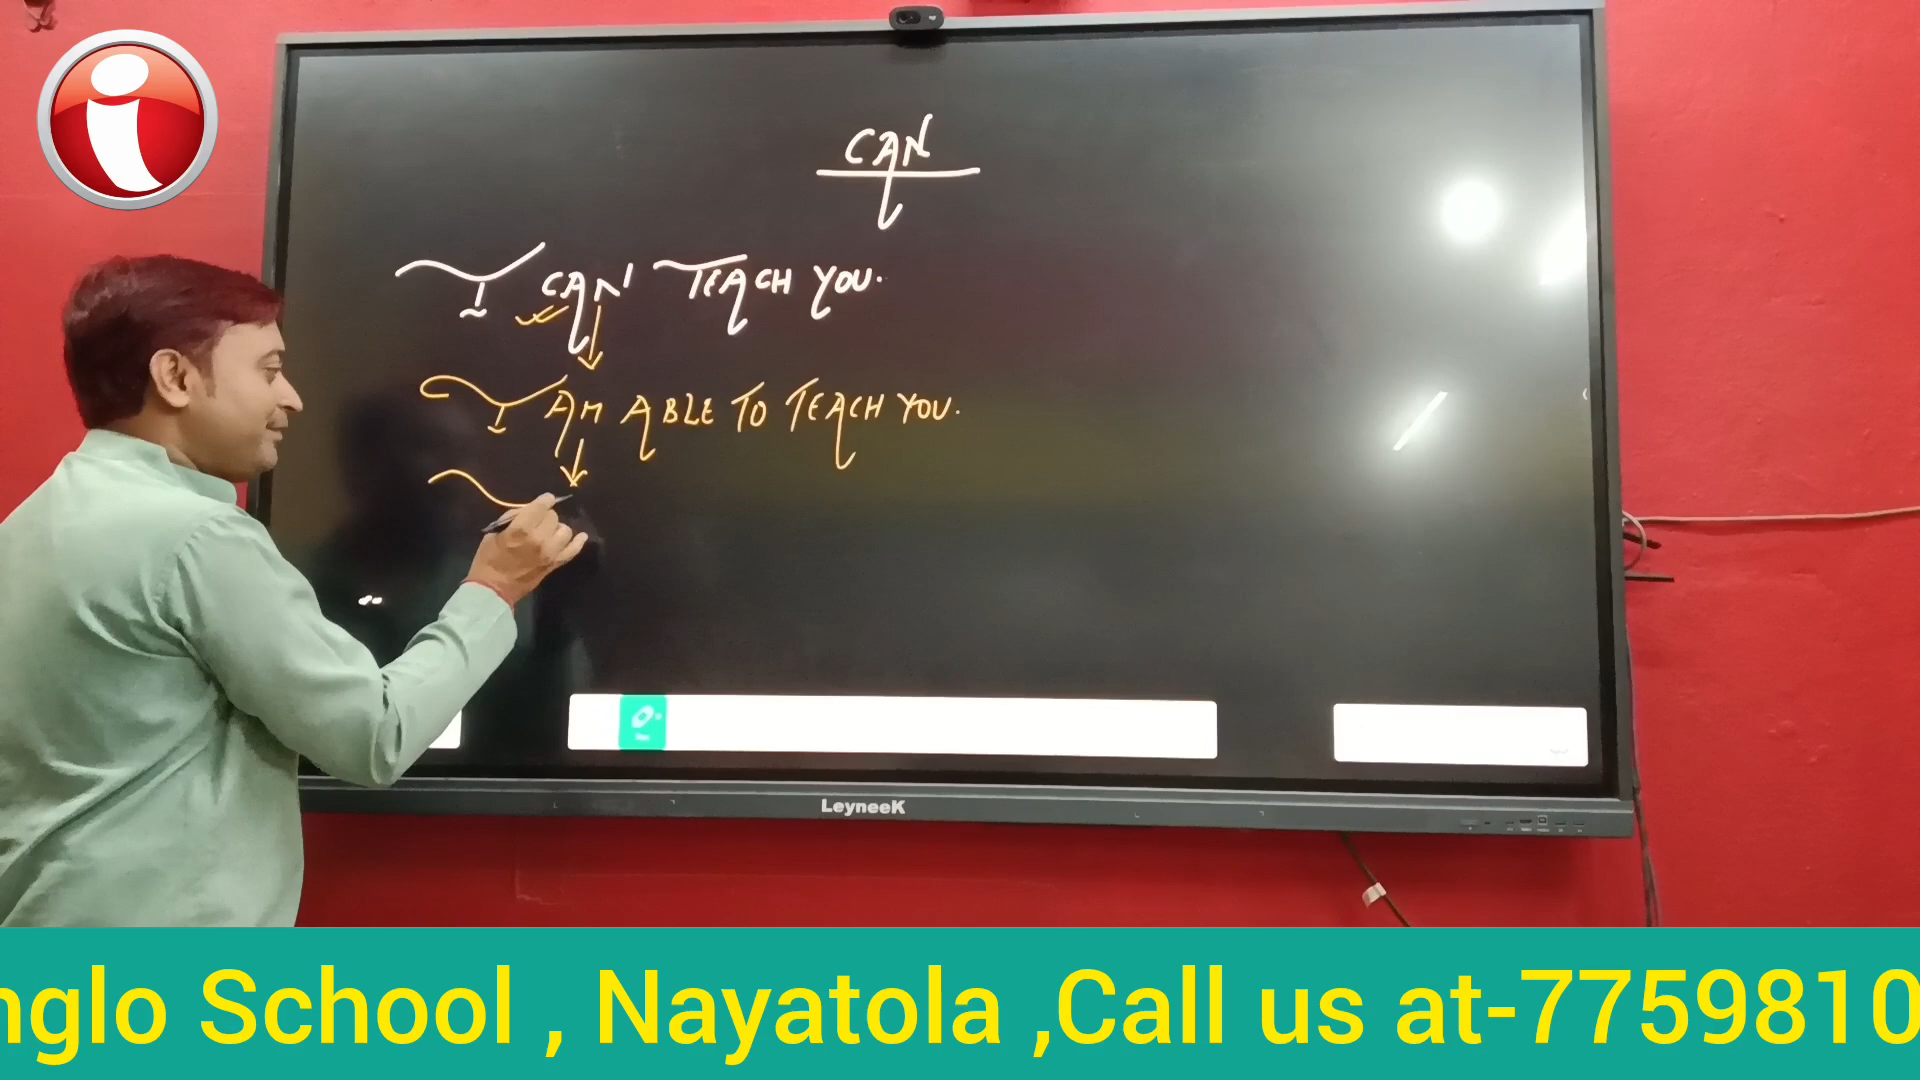 CAN
I CAN TEACH YOU.
I AM ABLE TO TEACH YOU.
LeyneeK
nglo School , Nayatola ,Call us at-7759810